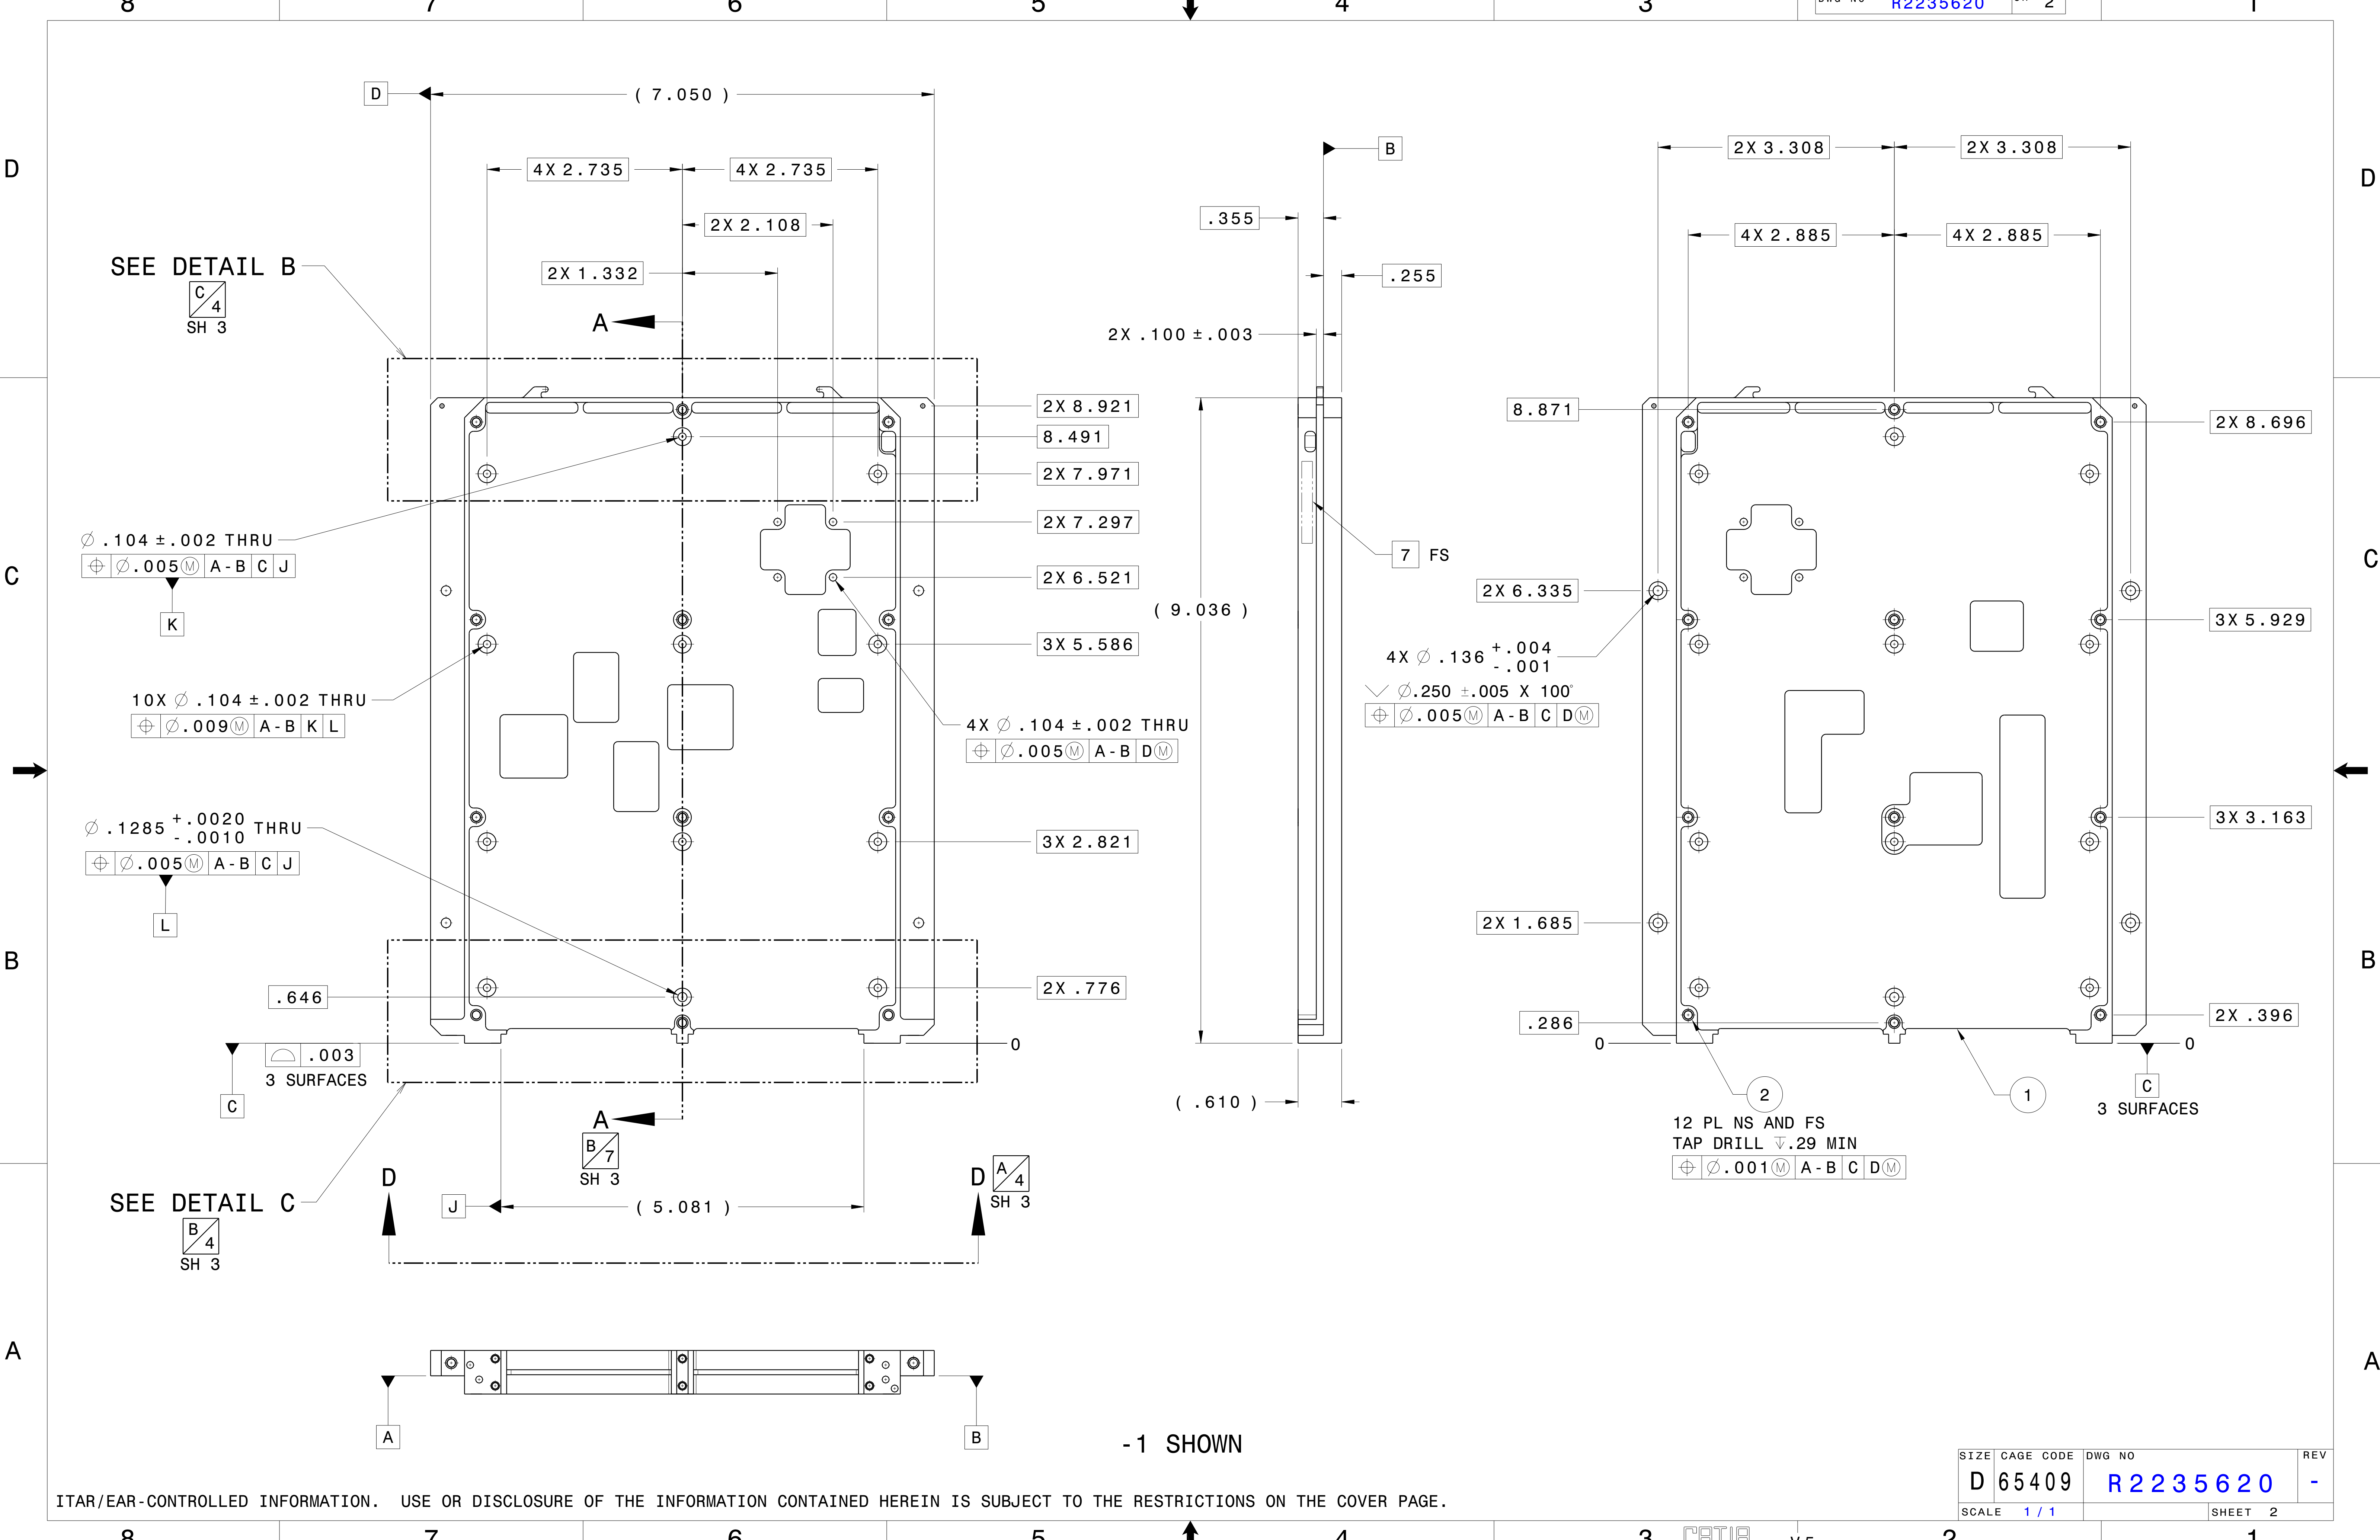 8 7 6 5 4 3 2 1
DWG NO R2235620 SH 2
D
( 7.050 )
4X 2.735
4X 2.735
2X 2.108
2X 1.332
SEE DETAIL B
C
4
SH 3
A
D
2X 8.921
8.491
2X 7.971
2X 7.297
2X 6.521
3X 5.586
3X 2.821
2X .776
Ø .104 ±.002 THRU
⌖ Ø.005Ⓜ A-B C J
K
10X Ø .104 ±.002 THRU
⌖ Ø.009Ⓜ A-B K L
4X Ø .104 ±.002 THRU
⌖ Ø.005Ⓜ A-B DⓂ
Ø .1285 +.0020 -.0010 THRU
⌖ Ø.005Ⓜ A-B C J
L
.646
0
⌓ .003
3 SURFACES
C
A
B
7
SH 3
SEE DETAIL C
B
4
SH 3
D
D
A
4
SH 3
J
( 5.081 )
B
.355
.255
2X .100 ±.003
( 9.036 )
7 FS
( .610 )
2X 3.308
2X 3.308
4X 2.885
4X 2.885
8.871
2X 8.696
2X 6.335
3X 5.929
4X Ø .136 +.004 -.001
⌵ Ø.250 ±.005 X 100°
⌖ Ø.005Ⓜ A-B C DⓂ
3X 3.163
2X 1.685
.286
2X .396
0
0
C
3 SURFACES
2
1
12 PL NS AND FS
TAP DRILL ↧.29 MIN
⌖ Ø.001Ⓜ A-B C DⓂ
A
B
-1 SHOWN
D
C
B
A
D
C
B
A
SIZE CAGE CODE DWG NO REV
D 65409 R2235620 -
SCALE 1/1 SHEET 2
ITAR/EAR-CONTROLLED INFORMATION. USE OR DISCLOSURE OF THE INFORMATION CONTAINED HEREIN IS SUBJECT TO THE RESTRICTIONS ON THE COVER PAGE.
8 7 6 5 4 3 2 1